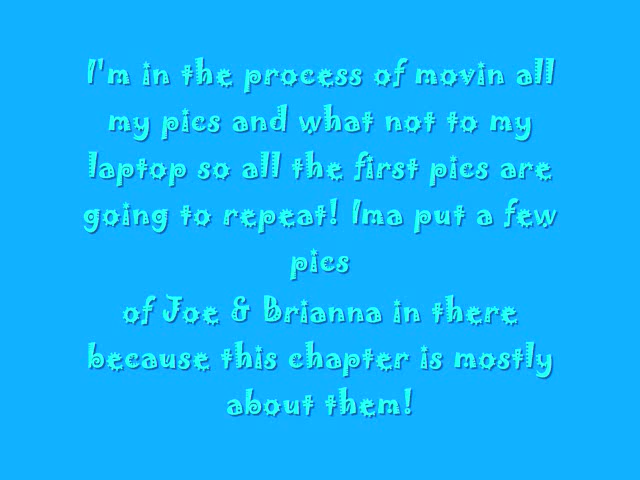 I'm in the process of movin all
my pics and what not to my
laptop so all the first pics are
going to repeat! Ima put a few
pics
of Joe & Brianna in there
because this chapter is mostly
about them!